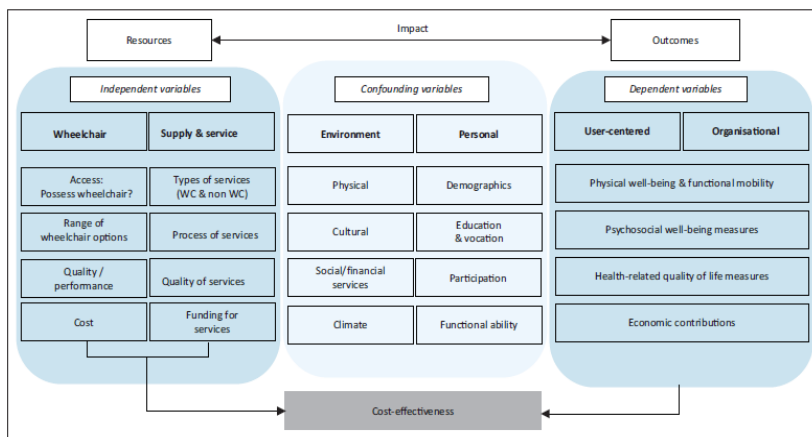 Impact
Resources
Outcomes
Independent variables
Wheelchair
Supply & service
Access:
Possess wheelchair?
Types of services
(WC & non WC)
Range of
wheelchair options
Process of services
Quality /
performance
Quality of services
Cost
Funding for
services
Confounding variables
Environment
Personal
Physical
Demographics
Cultural
Education
& vocation
Social/financial
services
Participation
Climate
Functional ability
Dependent variables
User-centered
Organisational
Physical well-being & functional mobility
Psychosocial well-being measures
Health-related quality of life measures
Economic contributions
Cost-effectiveness